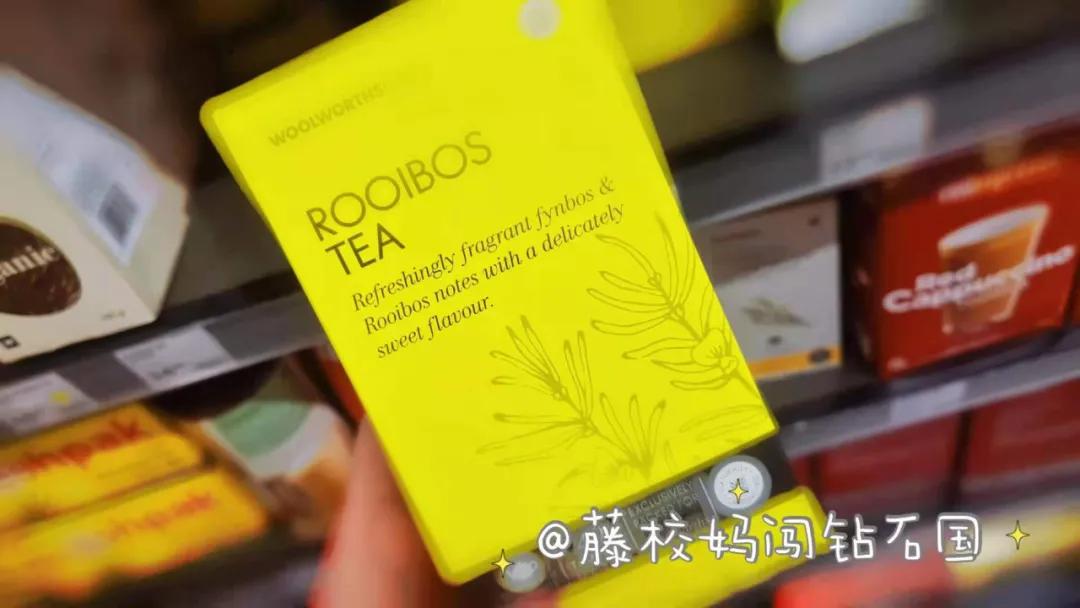 WOOLWORTHS
ROOIBOS
TEA
Refreshingly fragrant fynbos &
Rooibos notes with a delicately
sweet flavour.
EXCLUSIVELY
Red
Cappuccino
@藤校妈闯钻石国